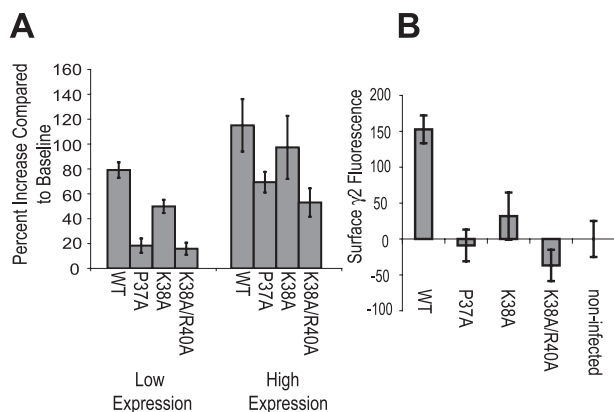 A
Percent Increase Compared
to Baseline
160
140
120
100
80
60
40
20
0
WT
P37A
K38A
K38A/R40A
WT
P37A
K38A
K38A/R40A
Low
Expression
High
Expression
B
Surface γ2 Fluorescence
200
150
100
50
0
-50
-100
WT
P37A
K38A
K38A/R40A
non-infected